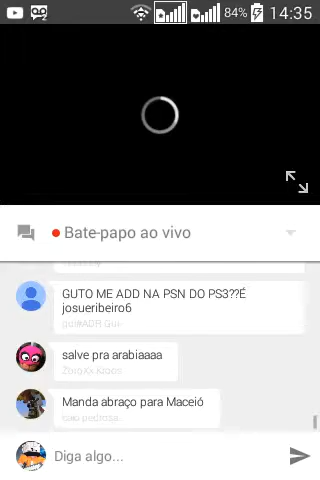 84% 14:35
Bate-papo ao vivo
GUTO ME ADD NA PSN DO PS3??É
josueribeiro6
salve pra arabiaaaa
Manda abraço para Maceió
Diga algo...